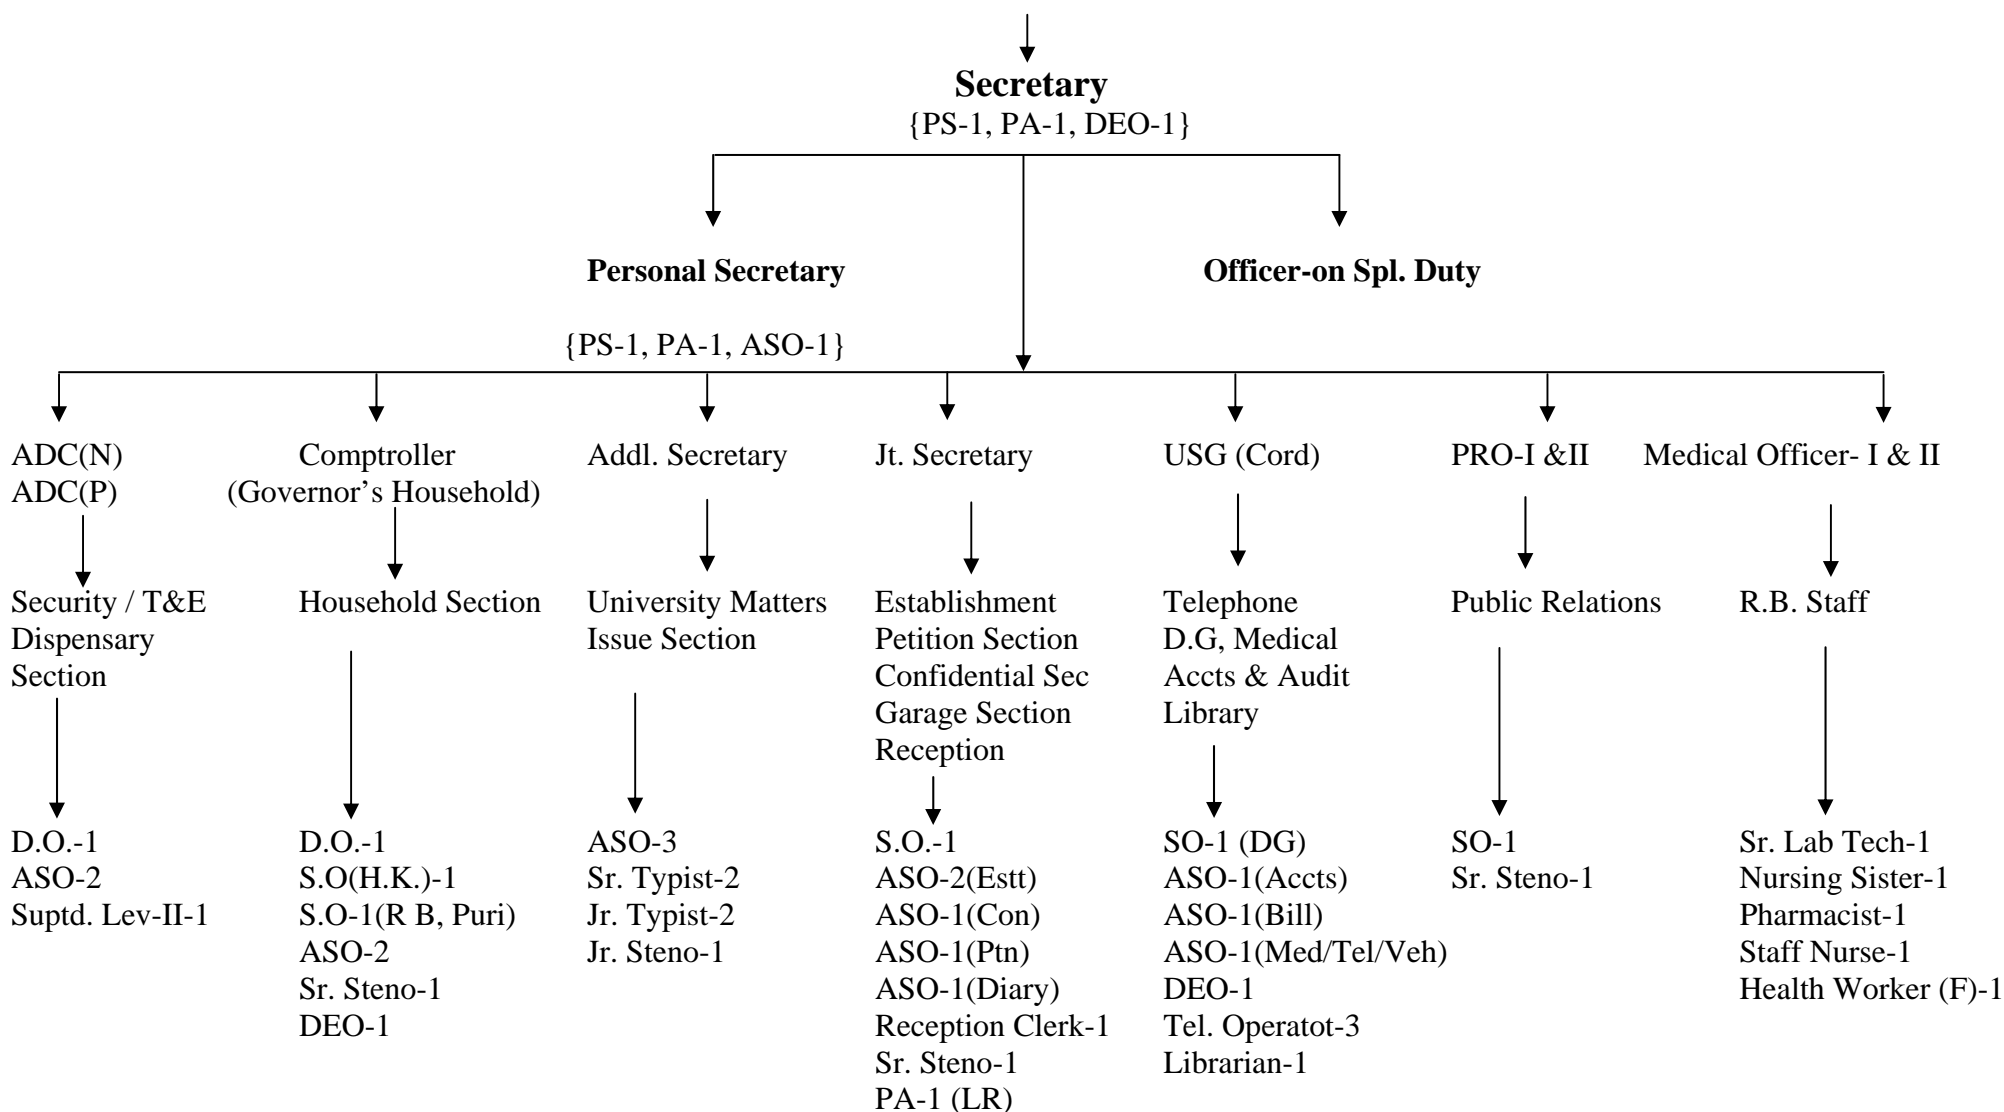 Secretary
{PS-1, PA-1, DEO-1}
Personal Secretary
Officer-on Spl. Duty
{PS-1, PA-1, ASO-1}
ADC(N)
ADC(P)
Comptroller
(Governor’s Household)
Addl. Secretary
Jt. Secretary
USG (Cord)
PRO-I &II
Medical Officer- I & II
Security / T&E
Dispensary
Section
Household Section
University Matters
Issue Section
Establishment
Petition Section
Confidential Sec
Garage Section
Reception
Telephone
D.G, Medical
Accts & Audit
Library
Public Relations
R.B. Staff
D.O.-1
ASO-2
Suptd. Lev-II-1
D.O.-1
S.O(H.K.)-1
S.O-1(R B, Puri)
ASO-2
Sr. Steno-1
DEO-1
ASO-3
Sr. Typist-2
Jr. Typist-2
Jr. Steno-1
S.O.-1
ASO-2(Estt)
ASO-1(Con)
ASO-1(Ptn)
ASO-1(Diary)
Reception Clerk-1
Sr. Steno-1
PA-1 (LR)
SO-1 (DG)
ASO-1(Accts)
ASO-1(Bill)
ASO-1(Med/Tel/Veh)
DEO-1
Tel. Operatot-3
Librarian-1
SO-1
Sr. Steno-1
Sr. Lab Tech-1
Nursing Sister-1
Pharmacist-1
Staff Nurse-1
Health Worker (F)-1